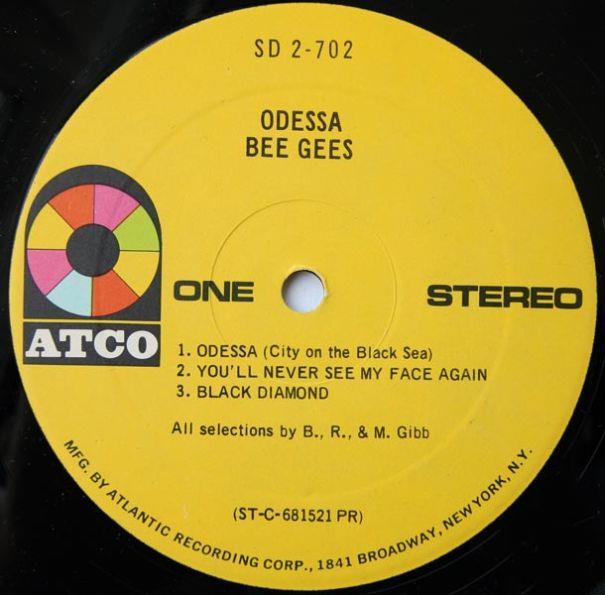 SD 2-702
ODESSA
BEE GEES
ONE
STEREO
ATCO
1. ODESSA (City on the Black Sea)
2. YOU'LL NEVER SEE MY FACE AGAIN
3. BLACK DIAMOND
All selections by B., R., & M. Gibb
(ST-C-681521 PR)
MFG. BY ATLANTIC RECORDING CORP., 1841 BROADWAY, NEW YORK, N.Y.